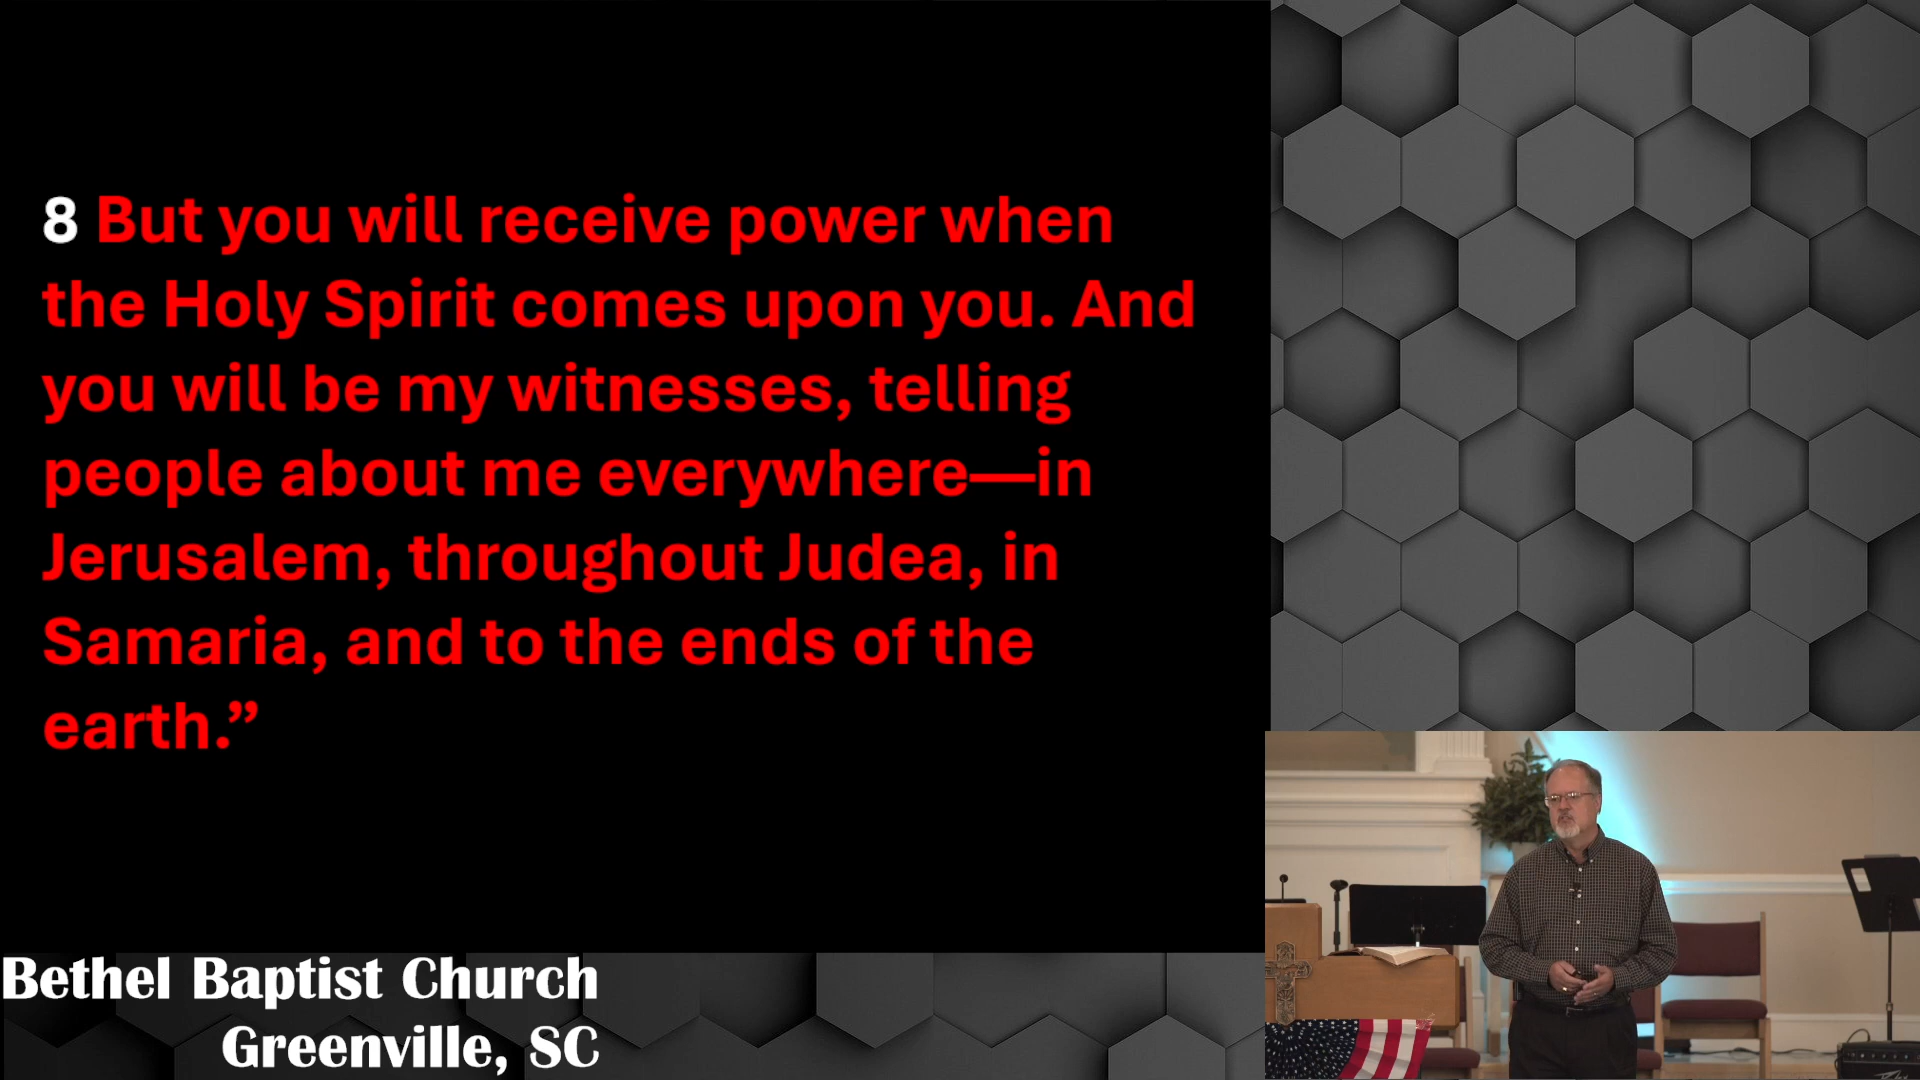 8 But you will receive power when
the Holy Spirit comes upon you. And
you will be my witnesses, telling
people about me everywhere—in
Jerusalem, throughout Judea, in
Samaria, and to the ends of the
earth.”
Bethel Baptist Church
Greenville, SC